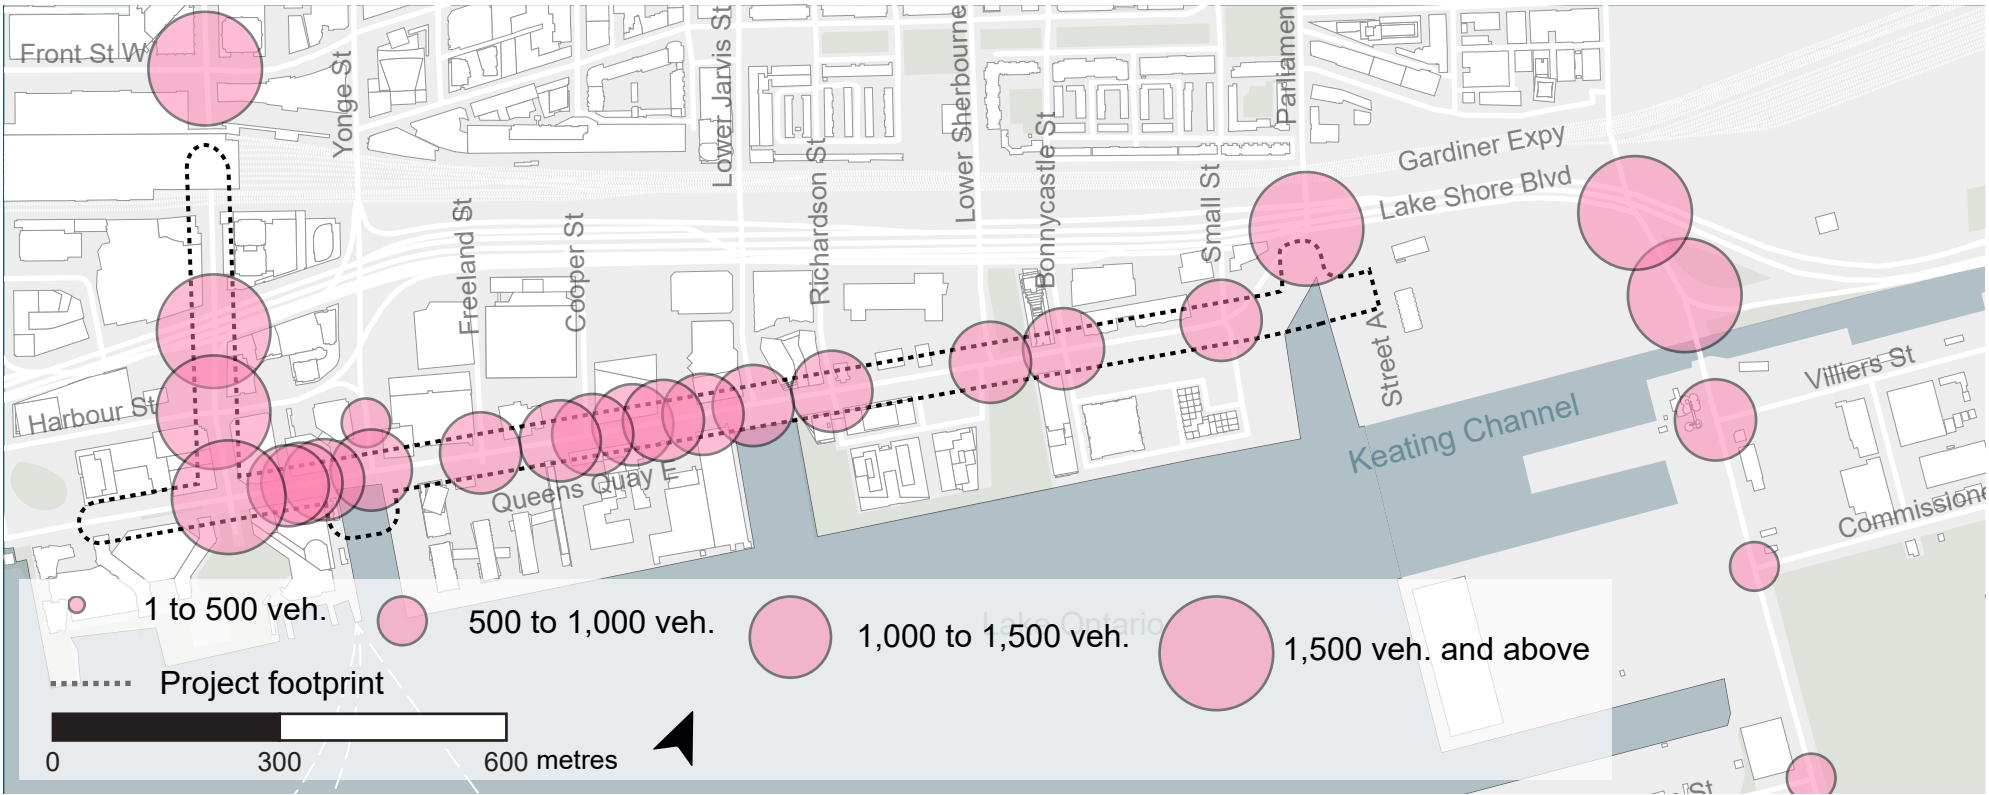 Front St W
Yonge St
Lower Jarvis St
Lower Sherbourne
Parliamen
Richardson St
Bonnycastle St
Small St
Gardiner Expy
Lake Shore Blvd
Freeland St
Cooper St
Street A
Harbour St
Queens Quay E
Keating Channel
Villiers St
Commissione
Lake Ontario
1 to 500 veh.
500 to 1,000 veh.
1,000 to 1,500 veh.
1,500 veh. and above
Project footprint
0
300
600 metres
St